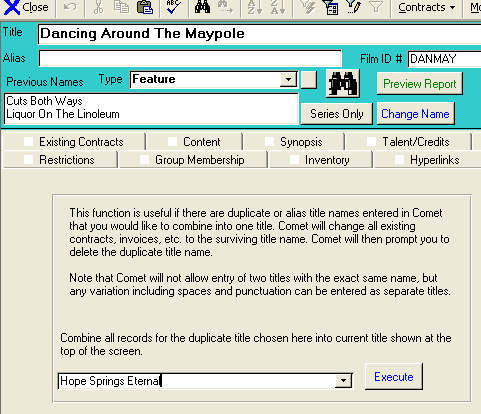 Close Contracts
Title Dancing Around The Maypole
Alias Film ID # DANMAY
Previous Names Type Feature Preview Report
Cuts Both Ways
Liquor On The Linoleum
Series Only Change Name
Existing Contracts Content Synopsis Talent/Credits
Restrictions Group Membership Inventory Hyperlinks
This function is useful if there are duplicate or alias title names entered in Comet
that you would like to combine into one title. Comet will change all existing
contracts, invoices, etc. to the surviving title name. Comet will then prompt you to
delete the duplicate title name.
Note that Comet will not allow entry of two titles with the exact same name, but
any variation including spaces and punctuation can be entered as separate titles.
Combine all records for the duplicate title chosen here into current title shown at the
top of the screen.
Hope Springs Eternal Execute